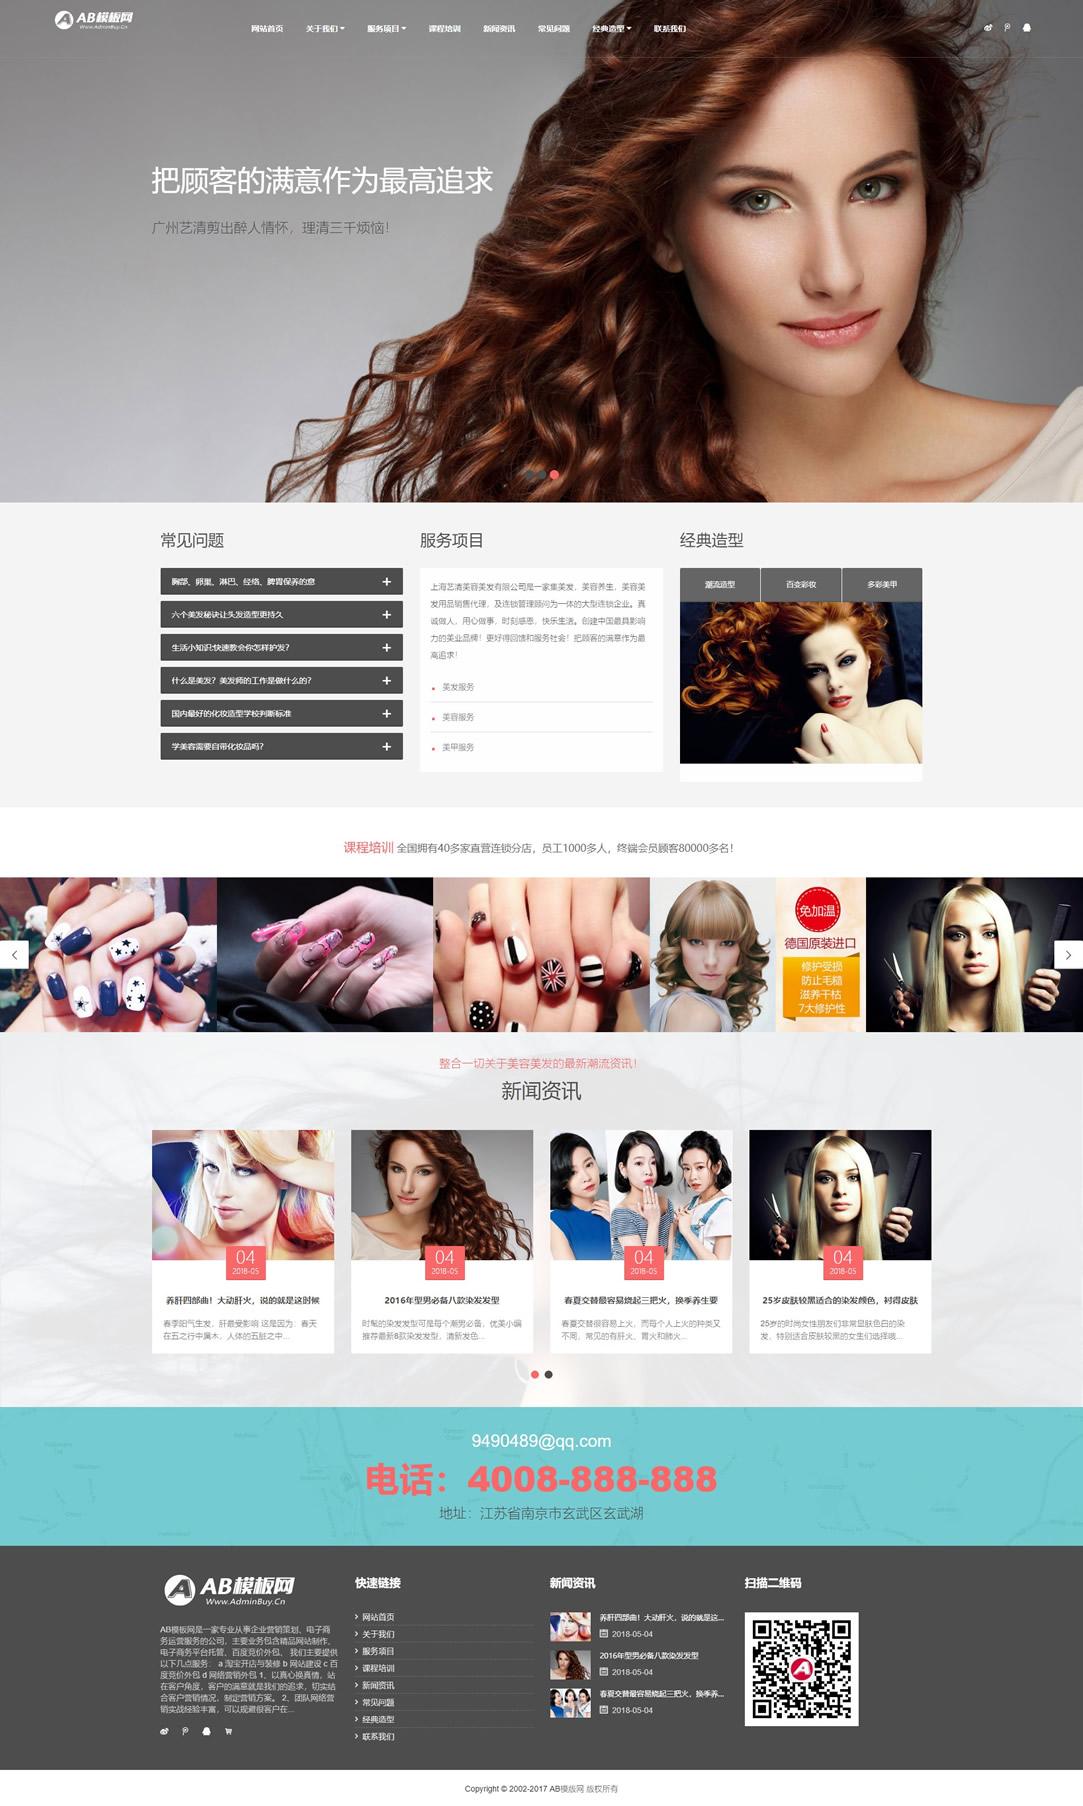 AB模板网
www.AdminBuy.Cn
网站首页 关于我们 服务项目 课程培训 新闻资讯 常见问题 经典造型 联系我们
把顾客的满意作为最高追求
广州艺清剪出醉人情怀，理清三千烦恼！
常见问题
胸部、卵巢、淋巴、经络、脾胃保养的意
六个美发秘诀让头发造型更持久
生活小知识:快速教会你怎样护发?
什么是美发？美发师的工作是做什么的?
国内最好的化妆造型学校判断标准
学美容需要自带化妆品吗？
服务项目
上海艺清美容美发有限公司是一家集美发，美容养生，美容美
发用品销售代理，及连锁管理顾问为一体的大型连锁企业。真
诚做人，用心做事，时刻感恩，快乐生活。创建中国最具影响
力的美业品牌！更好得回馈和服务社会！把顾客的满意作为最
高追求！
美发服务
美容服务
美甲服务
经典造型
潮流造型 百变彩妆 多彩美甲
课程培训 全国拥有40多家直营连锁分店，员工1000多人，终端会员顾客80000多名！
免加温
德国原装进口
修护受损
防止毛糙
滋养干枯
7大修护性
整合一切关于美容美发的最新潮流资讯！
新闻资讯
04
2018-05
养肝四部曲！大动肝火，说的就是这时候
春季阳气生发，肝最受影响 这是因为：春天
在五之行中属木，人体的五脏之中...
04
2018-05
2016年型男必备八款染发发型
时髦的染发发型可是每个潮男必备，优美小编
推荐最新8款染发发型，清新发色...
04
2018-05
春夏交替最容易烧起三把火，换季养生要
春夏交替很容易上火，而每个人上火的种类又
不同，常见的有肝火、胃火和肺火...
04
2018-05
25岁皮肤较黑适合的染发颜色，衬得皮肤
25岁的时尚女性朋友们非常显肤色白的染
发，特别适合皮肤较黑的女生们选择哦...
9490489@qq.com
电话：4008-888-888
地址：江苏省南京市玄武区玄武湖
AB模板网
Www.AdminBuy.Cn
AB模板网是一家专业从事企业营销策划、电子商
务运营服务的公司，主要业务包含精品网站制作、
电子商务平台托管、百度竞价外包、 我们主要提供
以下几点服务： a 淘宝开店与装修 b 网站建设 c 百
度竞价外包 d 网络营销外包 1、以真心换真情，站
在客户角度，客户的满意就是我们的追求，切实结
合客户营销情况，制定营销方案。 2、团队网络营
销实战经验丰富，可以规避很客户在...
快速链接
网站首页
关于我们
服务项目
课程培训
新闻资讯
常见问题
经典造型
联系我们
新闻资讯
养肝四部曲！大动肝火，说的就是这...
2018-05-04
2016年型男必备八款染发发型
2018-05-04
春夏交替最容易烧起三把火，换季养...
2018-05-04
扫描二维码
Copyright © 2002-2017 AB模版网 版权所有